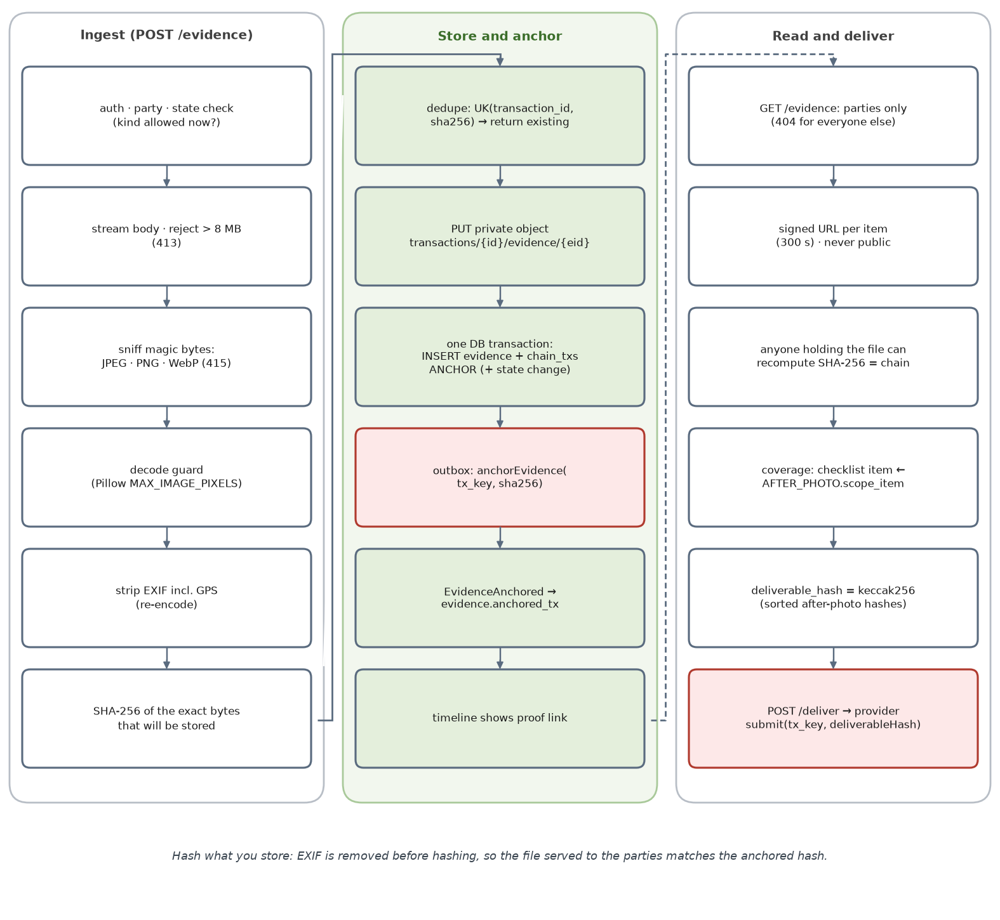 Ingest (POST /evidence)
auth · party · state check
(kind allowed now?)
stream body · reject > 8 MB
(413)
sniff magic bytes:
JPEG · PNG · WebP (415)
decode guard
(Pillow MAX_IMAGE_PIXELS)
strip EXIF incl. GPS
(re-encode)
SHA-256 of the exact bytes
that will be stored
Store and anchor
dedupe: UK(transaction_id,
sha256) → return existing
PUT private object
transactions/{id}/evidence/{eid}
one DB transaction:
INSERT evidence + chain_txs
ANCHOR (+ state change)
outbox: anchorEvidence(
tx_key, sha256)
EvidenceAnchored →
evidence.anchored_tx
timeline shows proof link
Read and deliver
GET /evidence: parties only
(404 for everyone else)
signed URL per item
(300 s) · never public
anyone holding the file can
recompute SHA-256 = chain
coverage: checklist item ←
AFTER_PHOTO.scope_item
deliverable_hash = keccak256
(sorted after-photo hashes)
POST /deliver → provider
submit(tx_key, deliverableHash)
Hash what you store: EXIF is removed before hashing, so the file served to the parties matches the anchored hash.